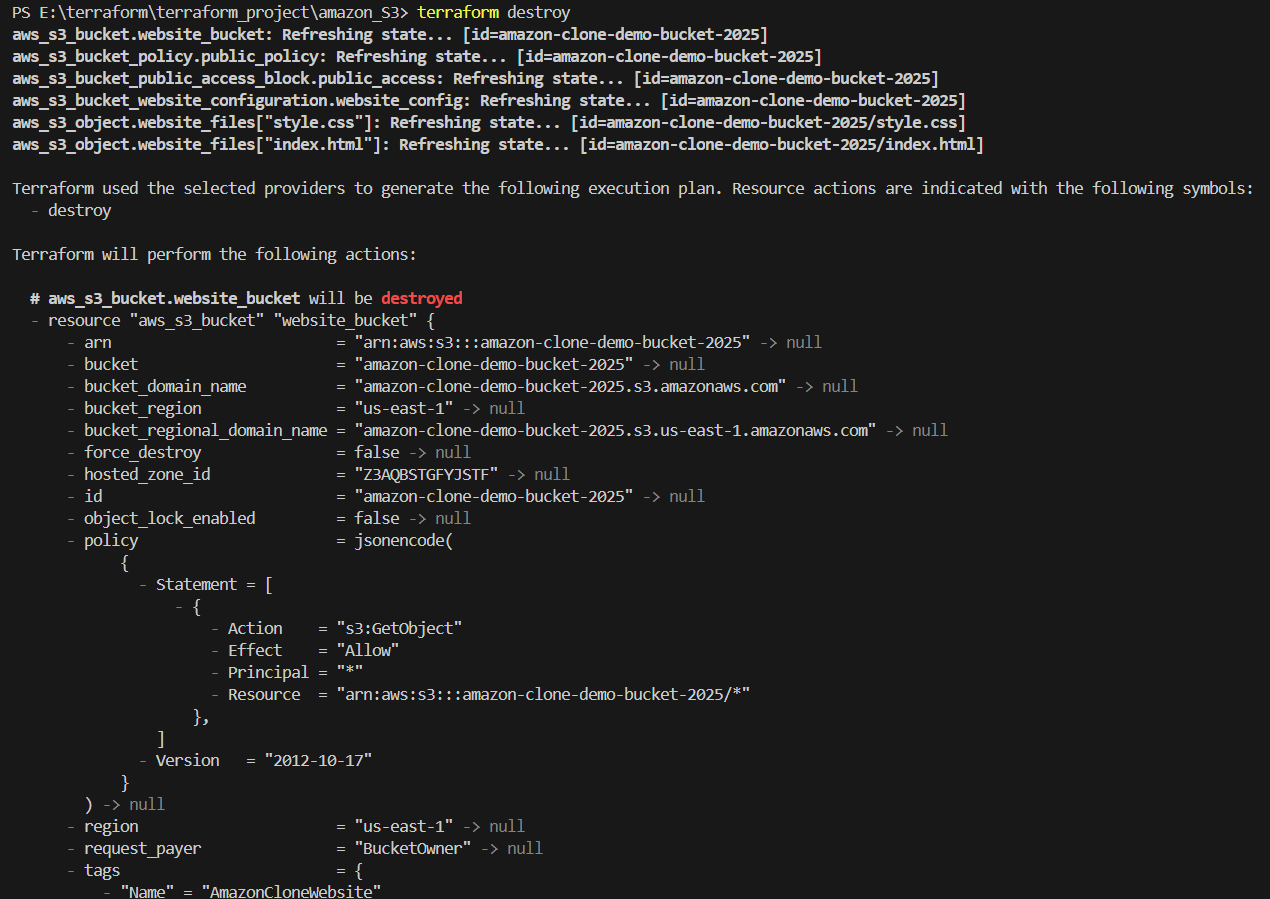 PS E:\terraform\terraform_project\amazon_S3> terraform destroy
aws_s3_bucket.website_bucket: Refreshing state... [id=amazon-clone-demo-bucket-2025]
aws_s3_bucket_policy.public_policy: Refreshing state... [id=amazon-clone-demo-bucket-2025]
aws_s3_bucket_public_access_block.public_access: Refreshing state... [id=amazon-clone-demo-bucket-2025]
aws_s3_bucket_website_configuration.website_config: Refreshing state... [id=amazon-clone-demo-bucket-2025]
aws_s3_object.website_files["style.css"]: Refreshing state... [id=amazon-clone-demo-bucket-2025/style.css]
aws_s3_object.website_files["index.html"]: Refreshing state... [id=amazon-clone-demo-bucket-2025/index.html]

Terraform used the selected providers to generate the following execution plan. Resource actions are indicated with the following symbols:
  - destroy

Terraform will perform the following actions:

  # aws_s3_bucket.website_bucket will be destroyed
  - resource "aws_s3_bucket" "website_bucket" {
      - arn                         = "arn:aws:s3:::amazon-clone-demo-bucket-2025" -> null
      - bucket                      = "amazon-clone-demo-bucket-2025" -> null
      - bucket_domain_name          = "amazon-clone-demo-bucket-2025.s3.amazonaws.com" -> null
      - bucket_region               = "us-east-1" -> null
      - bucket_regional_domain_name = "amazon-clone-demo-bucket-2025.s3.us-east-1.amazonaws.com" -> null
      - force_destroy               = false -> null
      - hosted_zone_id              = "Z3AQBSTGFYJSTF" -> null
      - id                          = "amazon-clone-demo-bucket-2025" -> null
      - object_lock_enabled         = false -> null
      - policy                      = jsonencode(
            {
              - Statement = [
                  - {
                      - Action    = "s3:GetObject"
                      - Effect    = "Allow"
                      - Principal = "*"
                      - Resource  = "arn:aws:s3:::amazon-clone-demo-bucket-2025/*"
                    },
                ]
              - Version   = "2012-10-17"
            }
        ) -> null
      - region                      = "us-east-1" -> null
      - request_payer               = "BucketOwner" -> null
      - tags                        = {
          - "Name" = "AmazonCloneWebsite"